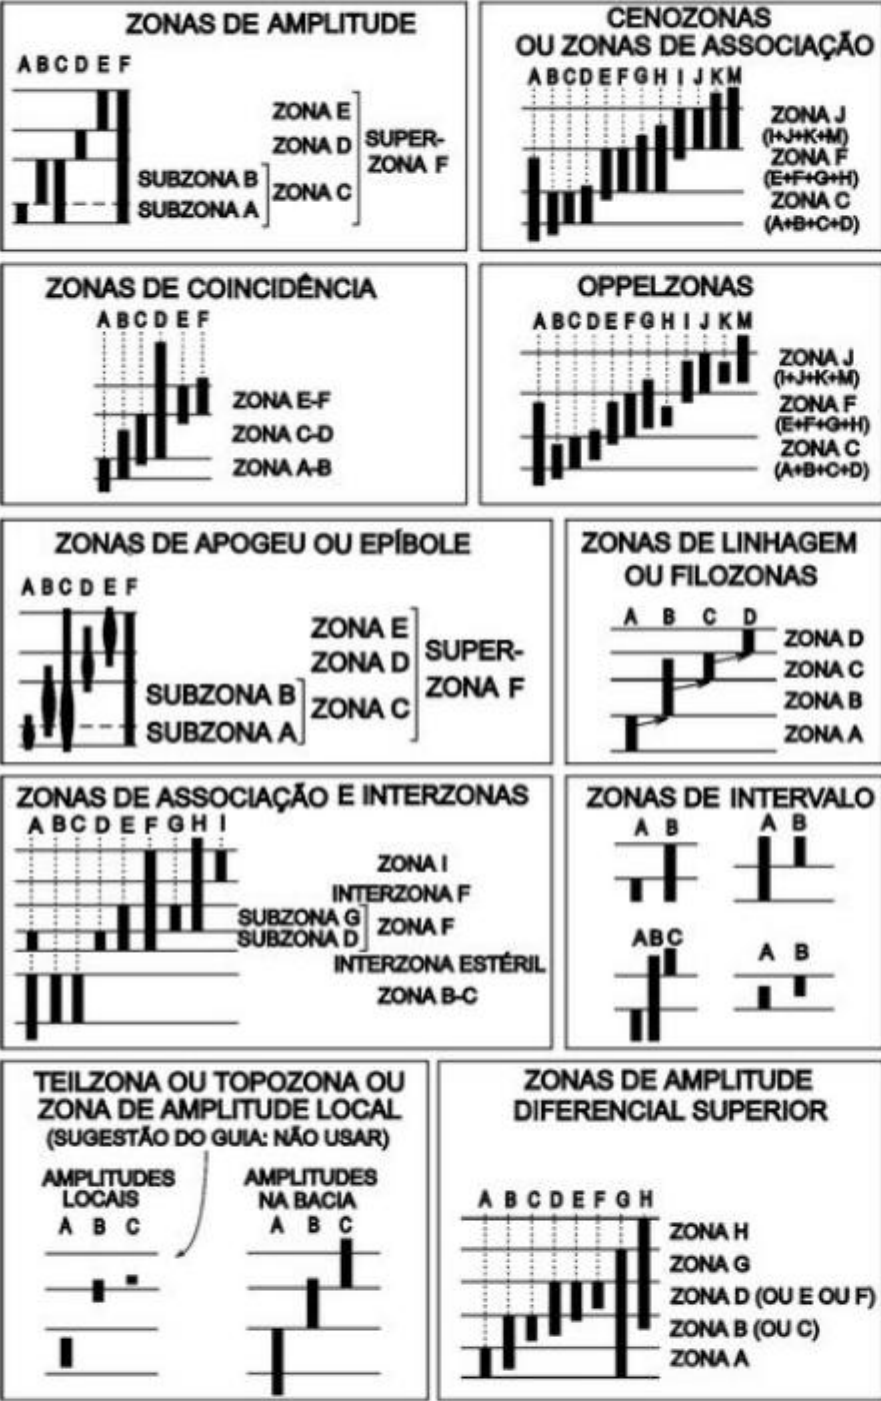 ZONAS DE AMPLITUDE
A B C D E F
ZONA E
ZONA D
SUBZONA B
SUBZONA A
ZONA C
SUPER-
ZONA F
CENOZONAS
OU ZONAS DE ASSOCIAÇÃO
A B C D E F G H I J K M
ZONA J
(I+J+K+M)
ZONA F
(E+F+G+H)
ZONA C
(A+B+C+D)
ZONAS DE COINCIDÊNCIA
A B C D E F
ZONA E-F
ZONA C-D
ZONA A-B
OPPELZONAS
A B C D E F G H I J K M
ZONA J
(I+J+K+M)
ZONA F
(E+F+G+H)
ZONA C
(A+B+C+D)
ZONAS DE APOGEU OU EPÍBOLE
A B C D E F
ZONA E
ZONA D
SUBZONA B
SUBZONA A
ZONA C
SUPER-
ZONA F
ZONAS DE LINHAGEM
OU FILOZONAS
A B C D
ZONA D
ZONA C
ZONA B
ZONA A
ZONAS DE ASSOCIAÇÃO E INTERZONAS
A B C D E F G H I
ZONA I
INTERZONA F
SUBZONA G
SUBZONA D
ZONA F
INTERZONA ESTÉRIL
ZONA B-C
ZONAS DE INTERVALO
A B
A B
A B C
A B
TEILZONA OU TOPOZONA OU
ZONA DE AMPLITUDE LOCAL
(SUGESTÃO DO GUIA: NÃO USAR)
AMPLITUDES
LOCAIS
A B C
AMPLITUDES
NA BACIA
A B C
ZONAS DE AMPLITUDE
DIFERENCIAL SUPERIOR
A B C D E F G H
ZONA H
ZONA G
ZONA D (OU E OU F)
ZONA B (OU C)
ZONA A